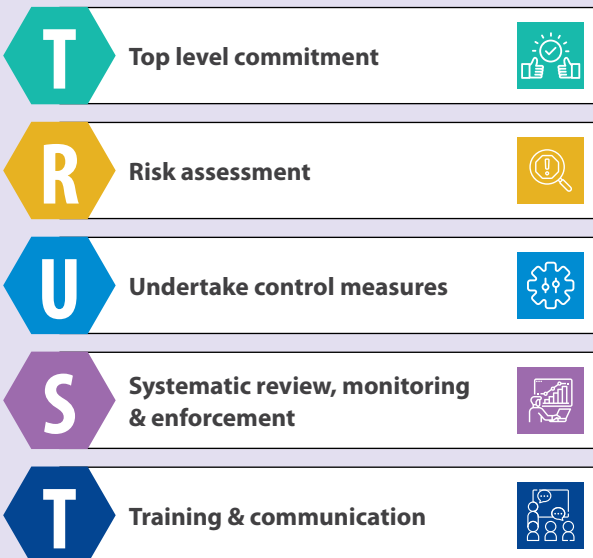 T
Top level commitment
R
Risk assessment
U
Undertake control measures
S
Systematic review, monitoring
& enforcement
T
Training & communication